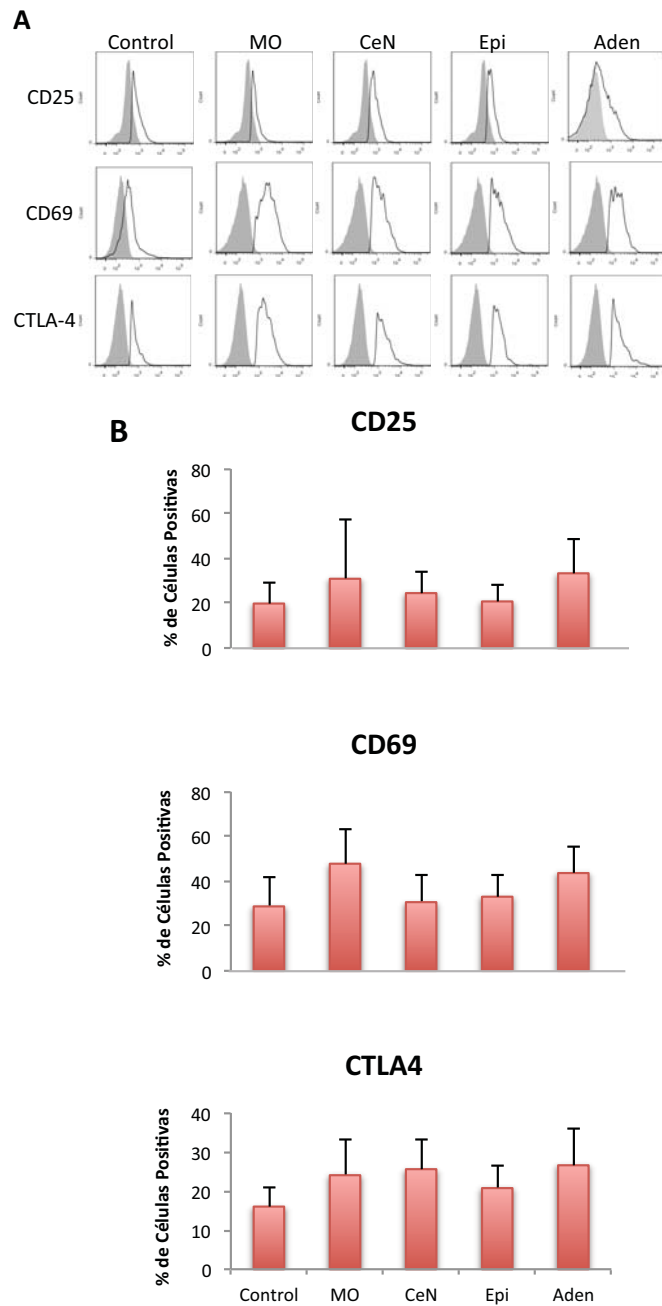 A
Control MO CeN Epi Aden
CD25
CD69
CTLA-4
B
CD25
% de Células Positivas
80
60
40
20
0
CD69
% de Células Positivas
80
60
40
20
0
CTLA4
% de Células Positivas
40
30
20
10
0
Control MO CeN Epi Aden